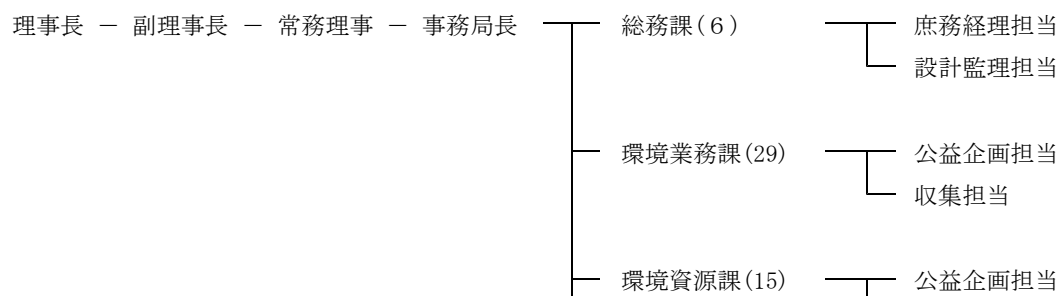 理事長 － 副理事長 － 常務理事 － 事務局長 総務課(６) 庶務経理担当
設計監理担当
環境業務課(29) 公益企画担当
収集担当
環境資源課(15) 公益企画担当